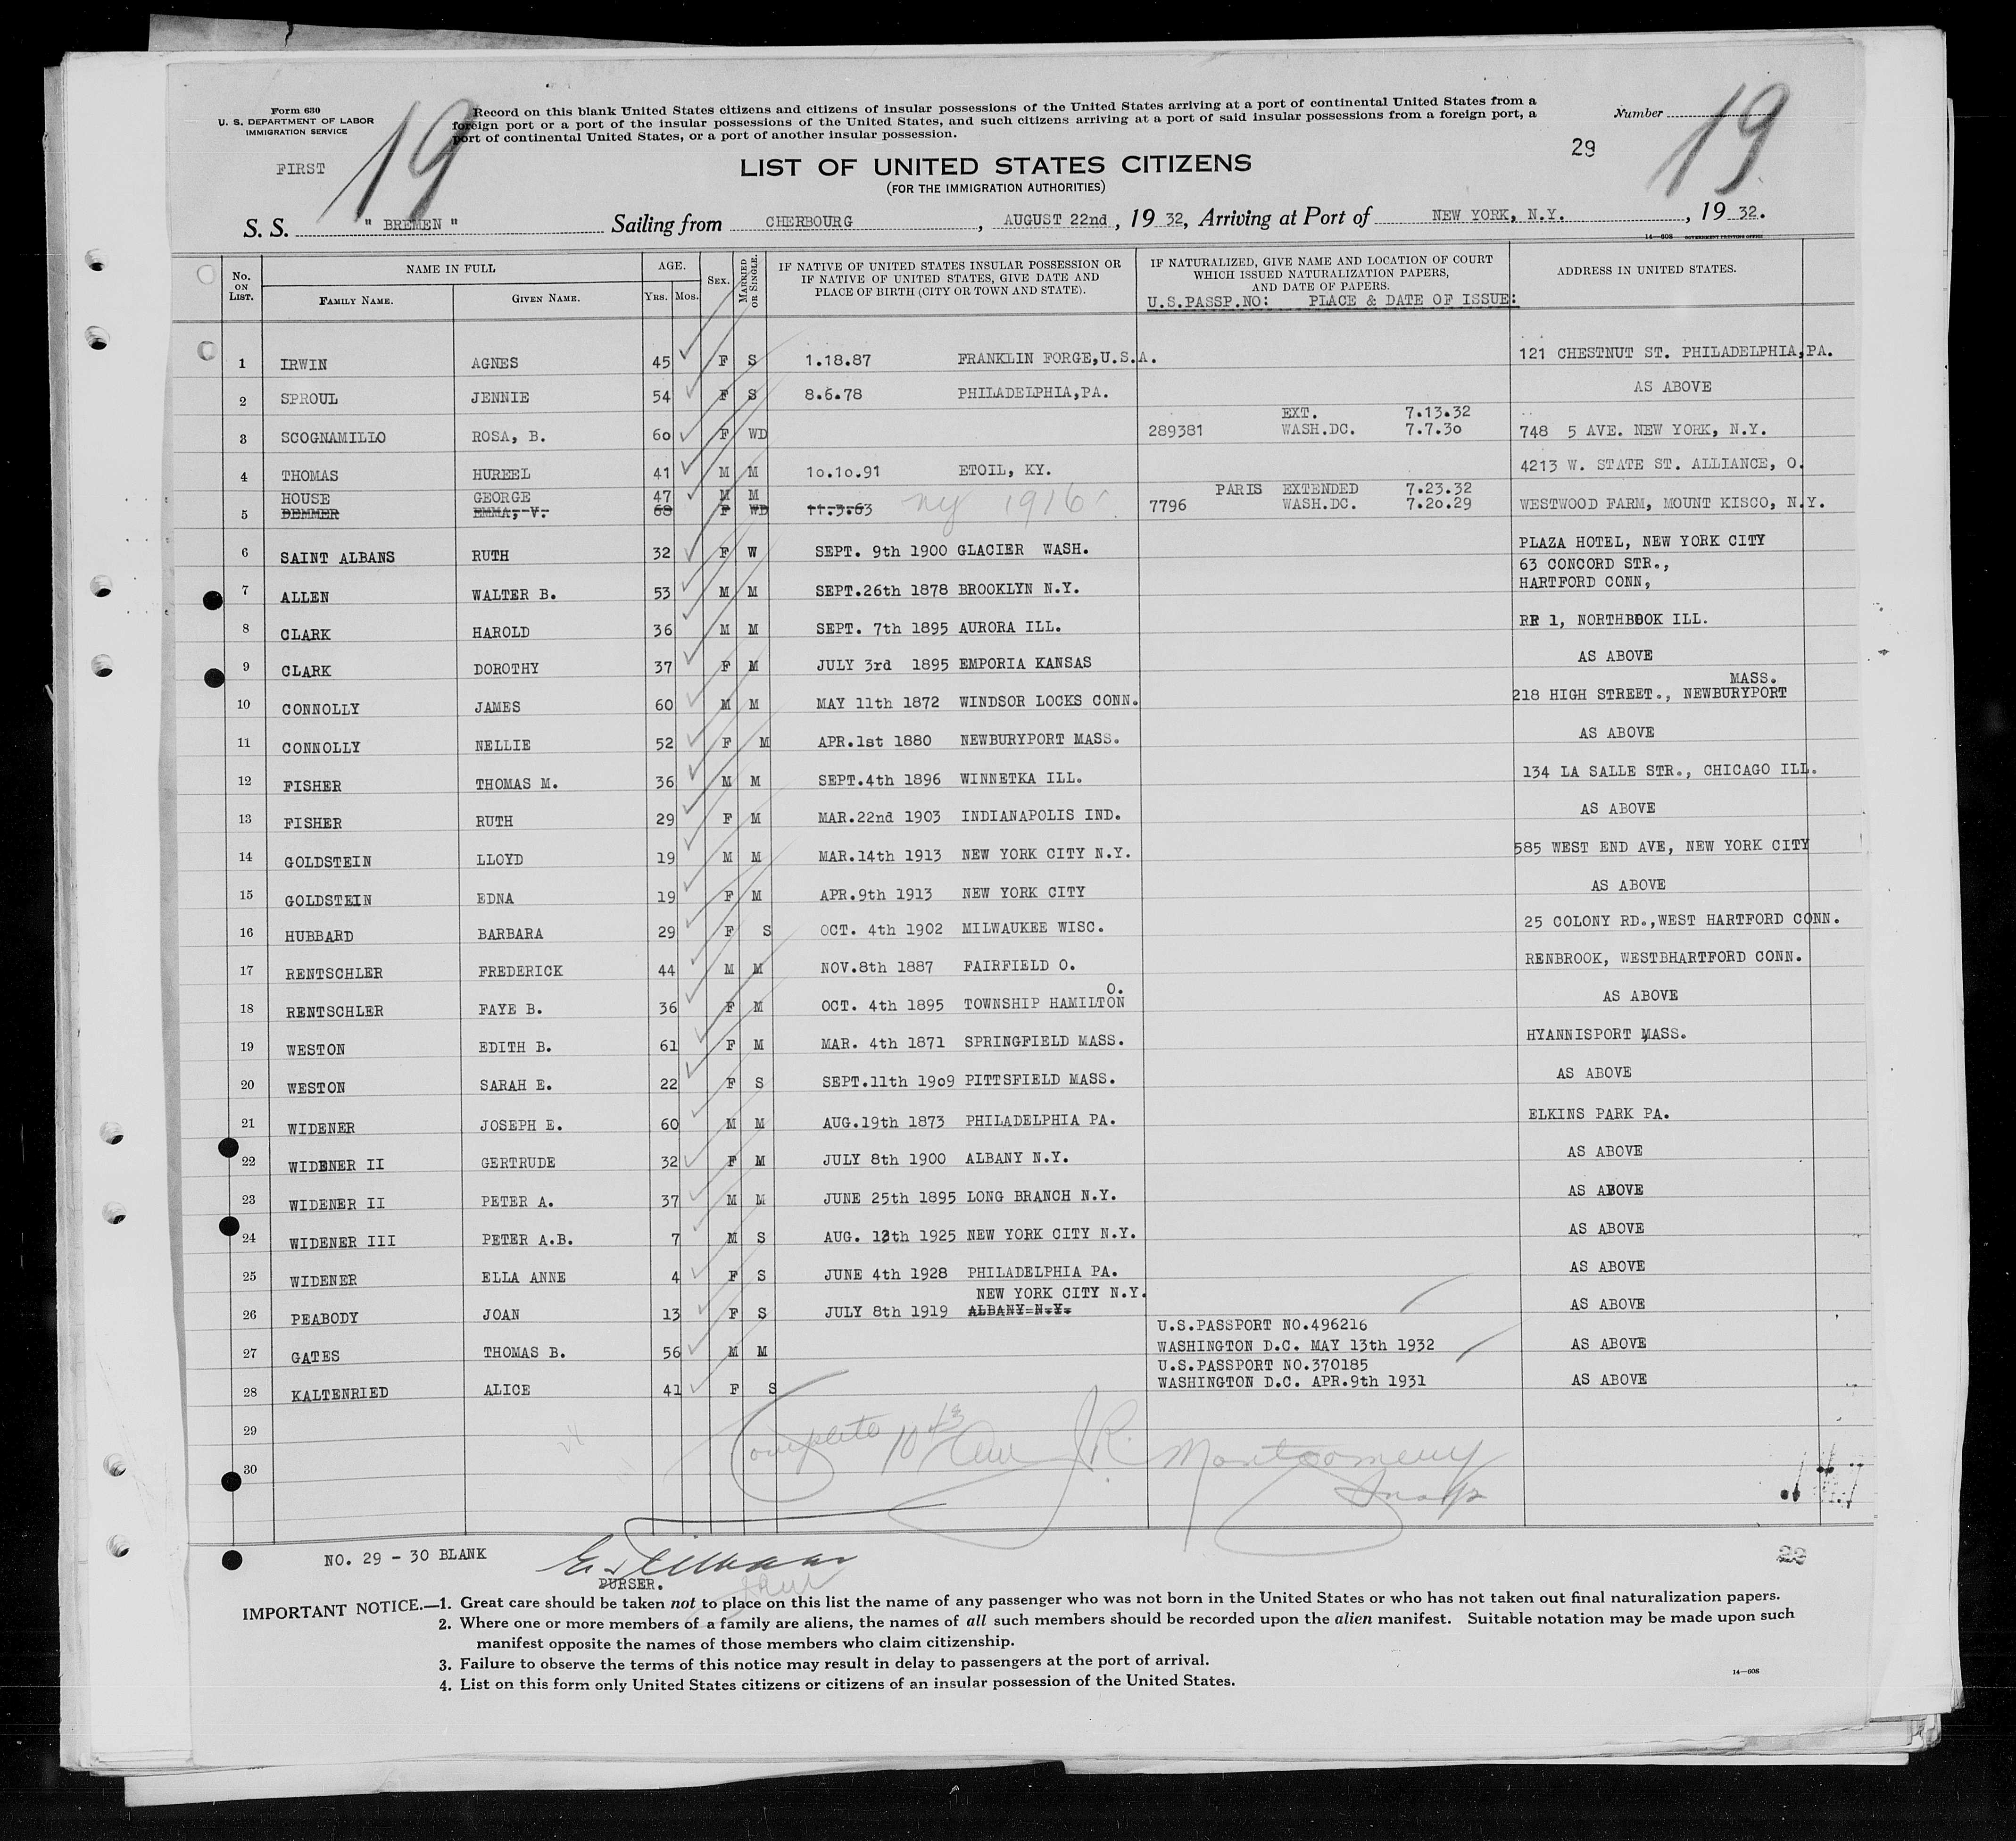 Form 630
U. S. DEPARTMENT OF LABOR
IMMIGRATION SERVICE
Record on this blank United States citizens and citizens of insular possessions of the United States arriving at a port of continental United States from a
foreign port or a port of the insular possessions of the United States, and such citizens arriving at a port of said insular possessions from a foreign port, a
port of continental United States, or a port of another insular possession.
Number
19
19
29
FIRST
LIST OF UNITED STATES CITIZENS
(FOR THE IMMIGRATION AUTHORITIES)
S. S. " BREMEN " Sailing from CHERBOURG , AUGUST 22nd , 19 32, Arriving at Port of NEW YORK, N.Y. , 19 32.
14—608 GOVERNMENT PRINTING OFFICE
No. ON LIST.
NAME IN FULL
FAMILY NAME. GIVEN NAME.
AGE.
YRS. MOS.
SEX.
MARRIED OR SINGLE.
IF NATIVE OF UNITED STATES INSULAR POSSESSION OR
IF NATIVE OF UNITED STATES, GIVE DATE AND
PLACE OF BIRTH (CITY OR TOWN AND STATE).
IF NATURALIZED, GIVE NAME AND LOCATION OF COURT
WHICH ISSUED NATURALIZATION PAPERS,
AND DATE OF PAPERS.
U.S.PASSP.NO: PLACE & DATE OF ISSUE:
ADDRESS IN UNITED STATES.
1 IRWIN AGNES 45 F S 1.18.87 FRANKLIN FORGE,U.S.A. 121 CHESTNUT ST. PHILADELPHIA,PA.
2 SPROUL JENNIE 54 F S 8.6.78 PHILADELPHIA,PA. AS ABOVE
EXT. 7.13.32
3 SCOGNAMILLO ROSA, B. 60 F WD 289381 WASH.DC. 7.7.30 748 5 AVE. NEW YORK, N.Y.
4 THOMAS HUREEL 41 M M 10.10.91 ETOIL, KY. 4213 W. STATE ST. ALLIANCE, O.
HOUSE GEORGE 47 M M ny 1916 PARIS EXTENDED 7.23.32
5 DEMMER EMMA, V. 68 F WD 11.3.63 7796 WASH.DC. 7.20.29 WESTWOOD FARM, MOUNT KISCO, N.Y.
6 SAINT ALBANS RUTH 32 F W SEPT. 9th 1900 GLACIER WASH. PLAZA HOTEL, NEW YORK CITY
63 CONCORD STR.,
7 ALLEN WALTER B. 53 M M SEPT.26th 1878 BROOKLYN N.Y. HARTFORD CONN,
8 CLARK HAROLD 36 M M SEPT. 7th 1895 AURORA ILL. RR 1, NORTHBOOK ILL.
9 CLARK DOROTHY 37 F M JULY 3rd 1895 EMPORIA KANSAS AS ABOVE
MASS.
10 CONNOLLY JAMES 60 M M MAY 11th 1872 WINDSOR LOCKS CONN. 218 HIGH STREET., NEWBURYPORT
11 CONNOLLY NELLIE 52 F M APR.1st 1880 NEWBURYPORT MASS. AS ABOVE
12 FISHER THOMAS M. 36 M M SEPT.4th 1896 WINNETKA ILL. 134 LA SALLE STR., CHICAGO ILL.
13 FISHER RUTH 29 F M MAR.22nd 1903 INDIANAPOLIS IND. AS ABOVE
14 GOLDSTEIN LLOYD 19 M M MAR.14th 1913 NEW YORK CITY N.Y. 585 WEST END AVE, NEW YORK CITY
15 GOLDSTEIN EDNA 19 F M APR.9th 1913 NEW YORK CITY AS ABOVE
16 HUBBARD BARBARA 29 F S OCT. 4th 1902 MILWAUKEE WISC. 25 COLONY RD.,WEST HARTFORD CONN.
17 RENTSCHLER FREDERICK 44 M M NOV.8th 1887 FAIRFIELD O. RENBROOK, WESTBHARTFORD CONN.
O.
18 RENTSCHLER FAYE B. 36 F M OCT. 4th 1895 TOWNSHIP HAMILTON AS ABOVE
19 WESTON EDITH B. 61 F M MAR. 4th 1871 SPRINGFIELD MASS. HYANNISPORT MASS.
20 WESTON SARAH E. 22 F S SEPT.11th 1909 PITTSFIELD MASS. AS ABOVE
21 WIDENER JOSEPH E. 60 M M AUG.19th 1873 PHILADELPHIA PA. ELKINS PARK PA.
22 WIDENER II GERTRUDE 32 F M JULY 8th 1900 ALBANY N.Y. AS ABOVE
23 WIDENER II PETER A. 37 M M JUNE 25th 1895 LONG BRANCH N.Y. AS ABOVE
24 WIDENER III PETER A.B. 7 M S AUG. 13th 1925 NEW YORK CITY N.Y. AS ABOVE
25 WIDENER ELLA ANNE 4 F S JUNE 4th 1928 PHILADELPHIA PA. AS ABOVE
NEW YORK CITY N.Y.
26 PEABODY JOAN 13 F S JULY 8th 1919 ALBANY N.Y. AS ABOVE
U.S.PASSPORT NO.496216
27 GATES THOMAS B. 56 M M WASHINGTON D.C. MAY 13th 1932 AS ABOVE
U.S.PASSPORT NO.370185
28 KALTENRIED ALICE 41 F S WASHINGTON D.C. APR.9th 1931 AS ABOVE
29
30
Complete J.R. Montgomery
Insp
NO. 29 - 30 BLANK
PURSER.
29
IMPORTANT NOTICE.—1. Great care should be taken not to place on this list the name of any passenger who was not born in the United States or who has not taken out final naturalization papers.
2. Where one or more members of a family are aliens, the names of all such members should be recorded upon the alien manifest. Suitable notation may be made upon such
manifest opposite the names of those members who claim citizenship.
3. Failure to observe the terms of this notice may result in delay to passengers at the port of arrival.
4. List on this form only United States citizens or citizens of an insular possession of the United States.
14—608